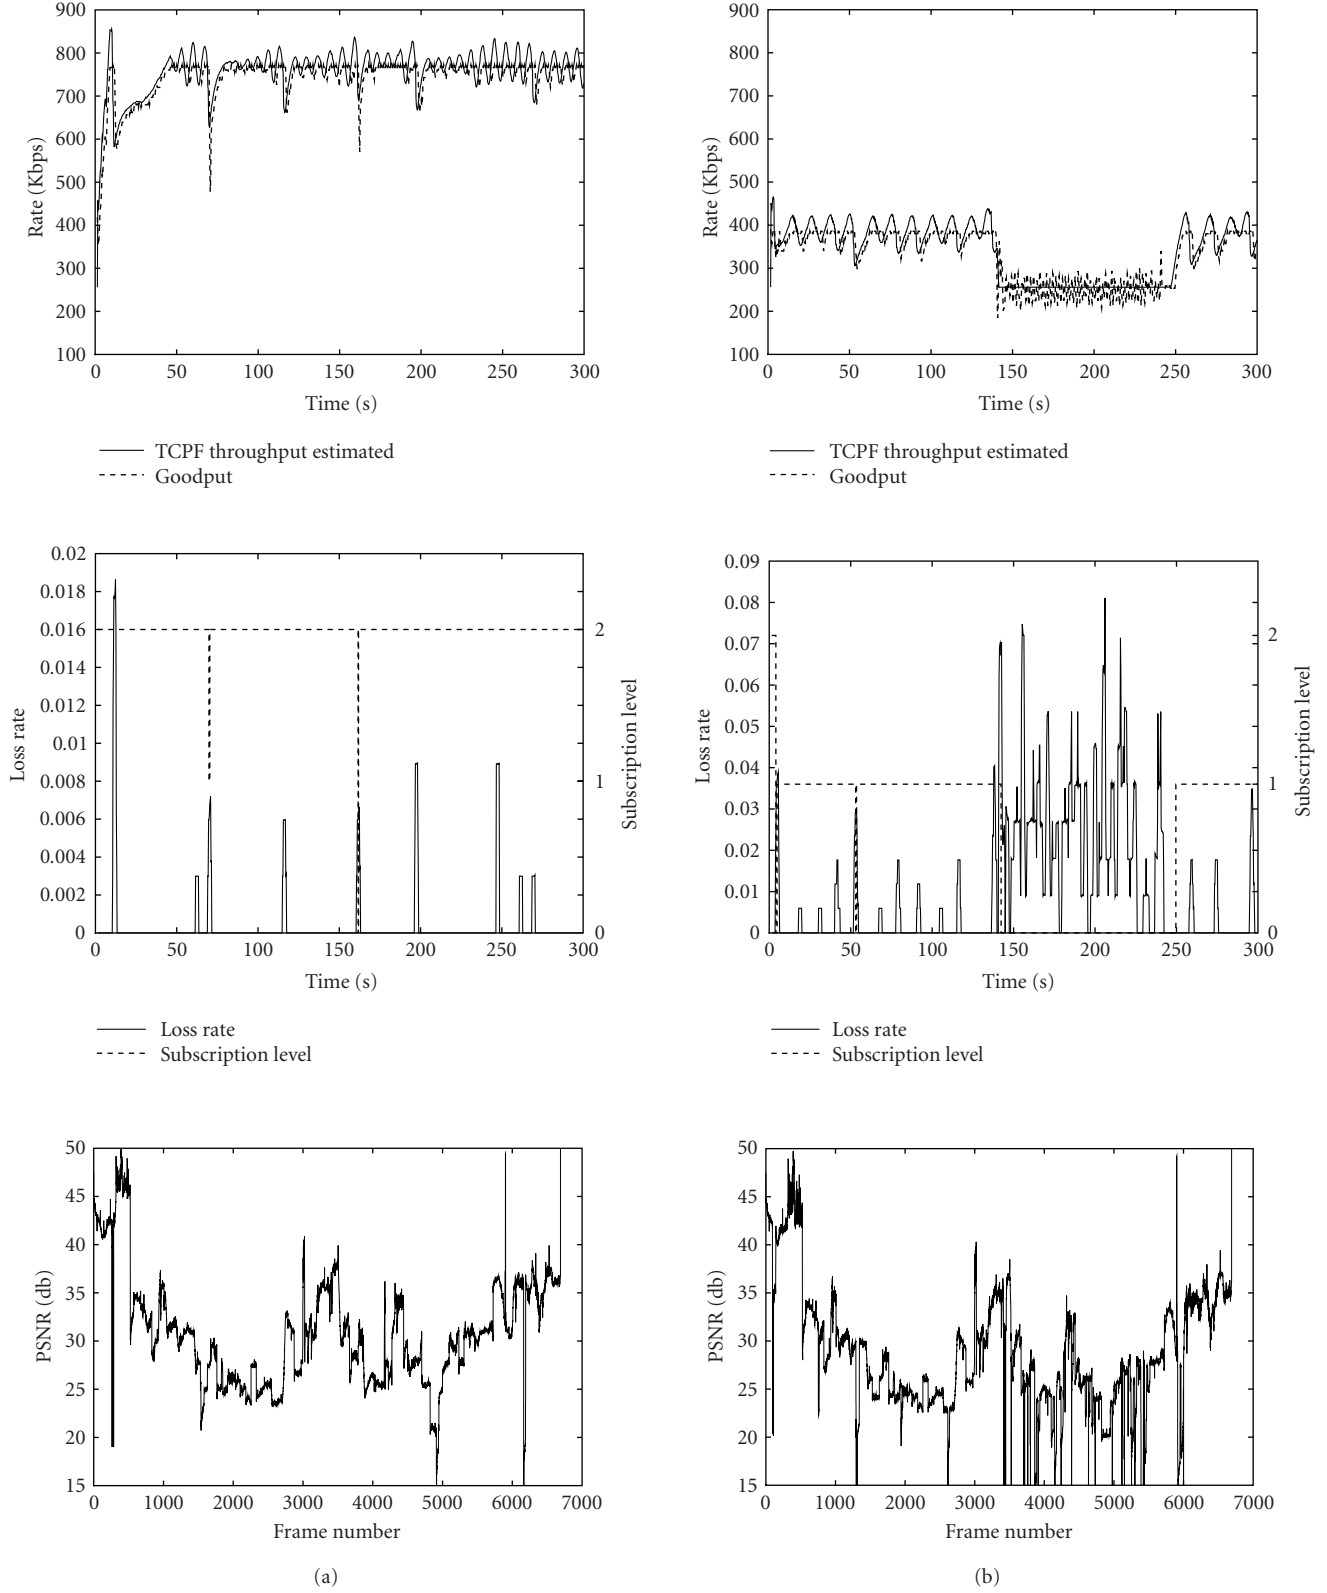 900
800
700
600
500
400
300
200
100
Rate (Kbps)
0 50 100 150 200 250 300
Time (s)
TCPF throughput estimated
Goodput
900
800
700
600
500
400
300
200
100
Rate (Kbps)
0 50 100 150 200 250 300
Time (s)
TCPF throughput estimated
Goodput
0.02
0.018
0.016
0.014
0.012
0.01
0.008
0.006
0.004
0.002
0
Loss rate
2
1
0
Subscription level
0 50 100 150 200 250 300
Time (s)
Loss rate
Subscription level
0.09
0.08
0.07
0.06
0.05
0.04
0.03
0.02
0.01
0
Loss rate
2
1
0
Subscription level
0 50 100 150 200 250 300
Time (s)
Loss rate
Subscription level
50
45
40
35
30
25
20
15
PSNR (db)
0 1000 2000 3000 4000 5000 6000 7000
Frame number
(a)
50
45
40
35
30
25
20
15
PSNR (db)
0 1000 2000 3000 4000 5000 6000 7000
Frame number
(b)